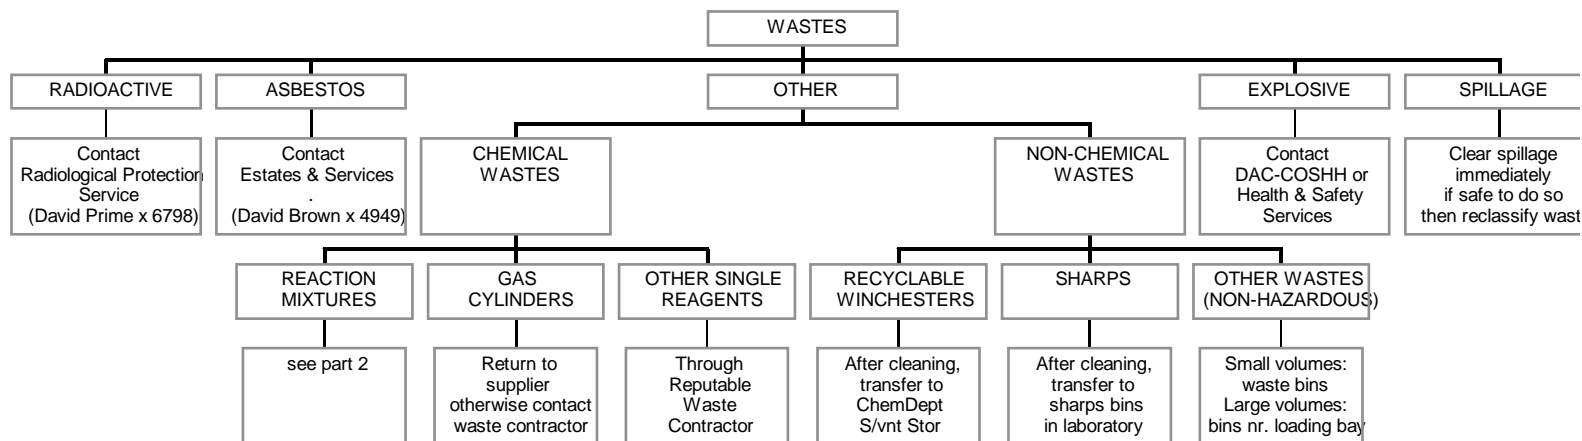 WASTES
RADIOACTIVE
ASBESTOS
OTHER
EXPLOSIVE
SPILLAGE
Contact
Radiological Protection
Service
(David Prime x 6798)
Contact
Estates & Services
.
(David Brown x 4949)
CHEMICAL
WASTES
NON-CHEMICAL
WASTES
Contact
DAC-COSHH or
Health & Safety
Services
Clear spillage
immediately
if safe to do so
then reclassify wast
REACTION
MIXTURES
GAS
CYLINDERS
OTHER SINGLE
REAGENTS
RECYCLABLE
WINCHESTERS
SHARPS
OTHER WASTES
(NON-HAZARDOUS)
see part 2
Return to
supplier
otherwise contact
waste contractor
Through
Reputable
Waste
Contractor
After cleaning,
transfer to
ChemDept
S/vnt Stor
After cleaning,
transfer to
sharps bins
in laboratory
Small volumes:
waste bins
Large volumes:
bins nr. loading bay